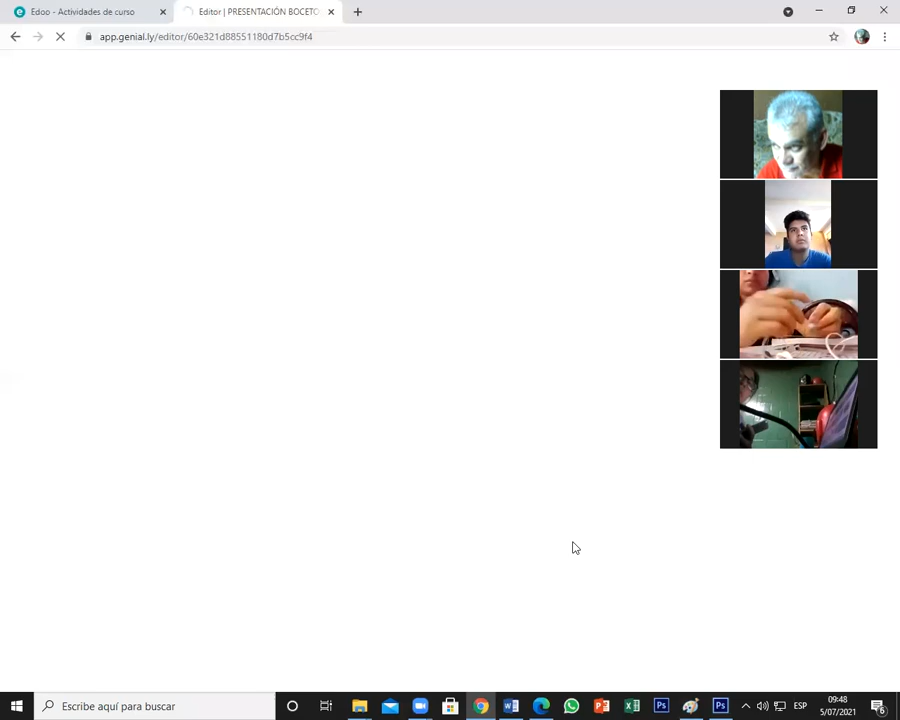 Edoo - Actividades de curso
Editor | PRESENTACIÓN BOCETO
app.genial.ly/editor/60e321d88551180d7b5cc9f4
Escribe aquí para buscar
ESP
09:48
5/07/2021
6